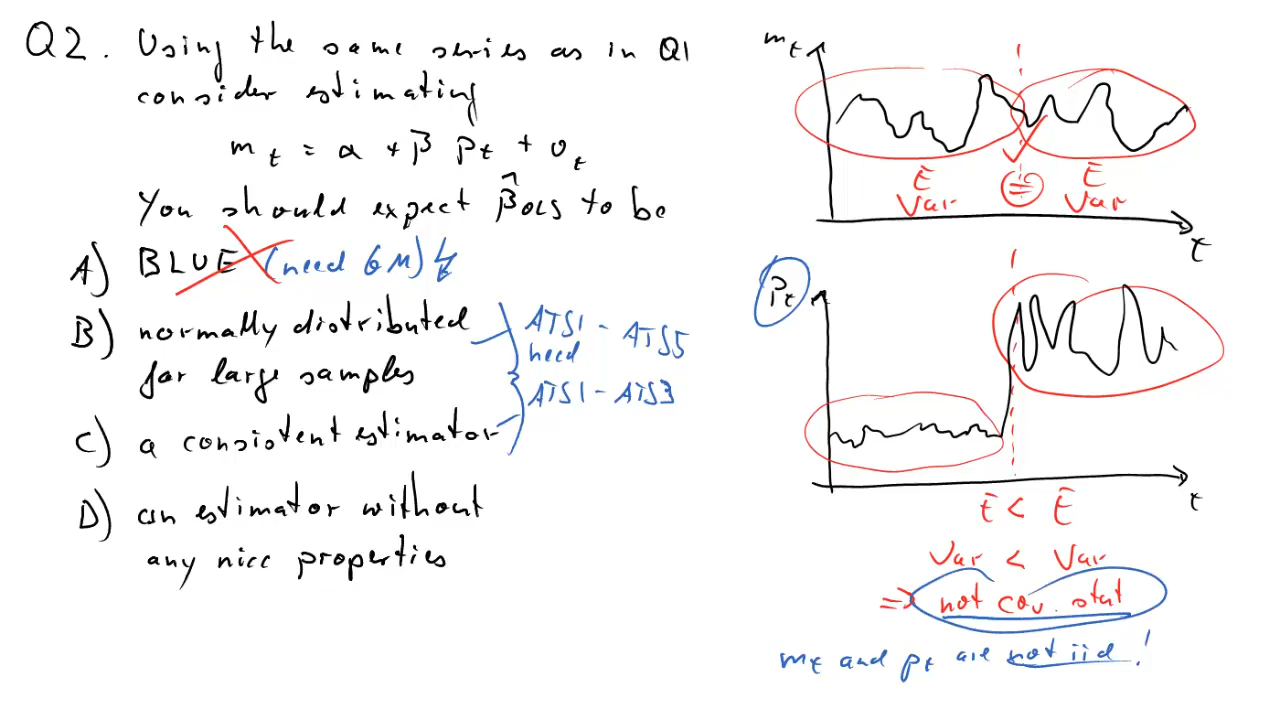 Q2. Using the same series as in Q1
consider estimating
m_t = α + β p_t + υ_t
You should expect β̂ OLS to be
A) BLUE (need GM) ↯
B) normally distributed
for large samples
C) a consistent estimator
D) an estimator without
any nice properties
ATS1 - ATS5
need
ATS1 - ATS3
m_t
E = E
Var Var
t
p_t
t
E < E
Var < Var
=> not cov. stat
m_t and p_t are not iid!